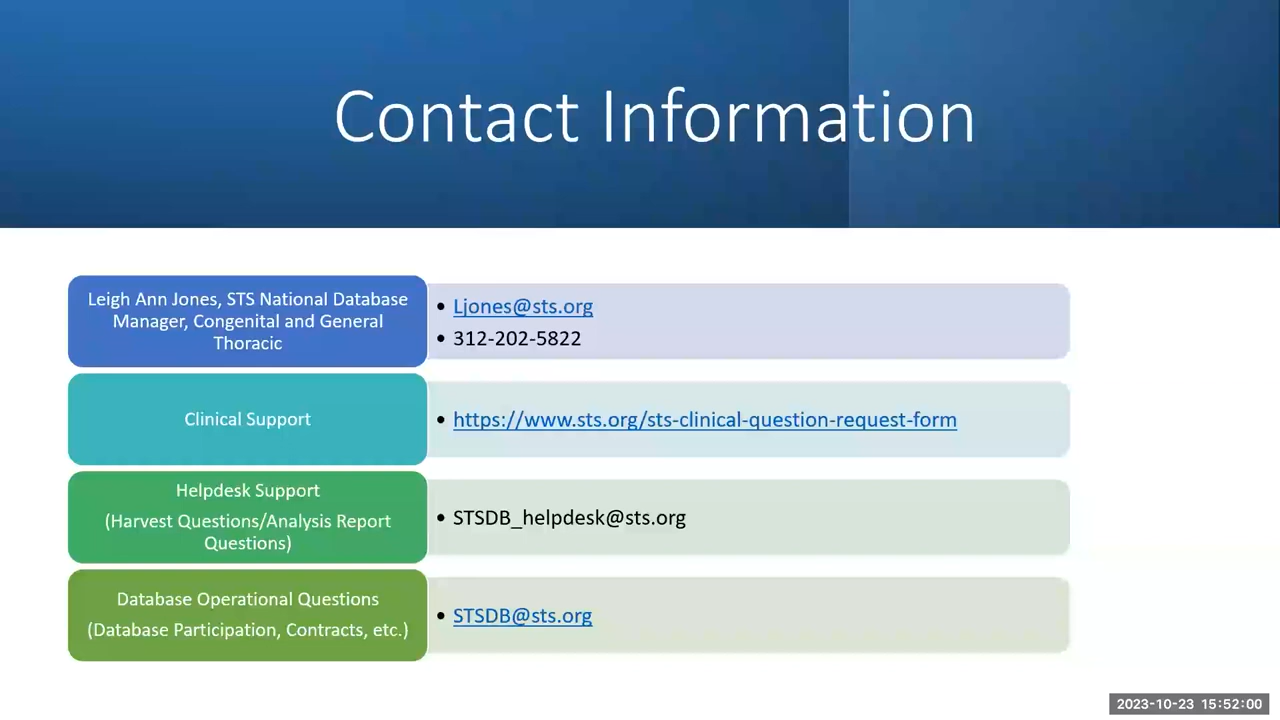 Contact Information
Leigh Ann Jones, STS National Database
Manager, Congenital and General
Thoracic
• Ljones@sts.org
• 312-202-5822
Clinical Support
• https://www.sts.org/sts-clinical-question-request-form
Helpdesk Support
(Harvest Questions/Analysis Report
Questions)
• STSDB_helpdesk@sts.org
Database Operational Questions
(Database Participation, Contracts, etc.)
• STSDB@sts.org
2023-10-23 15:52:00